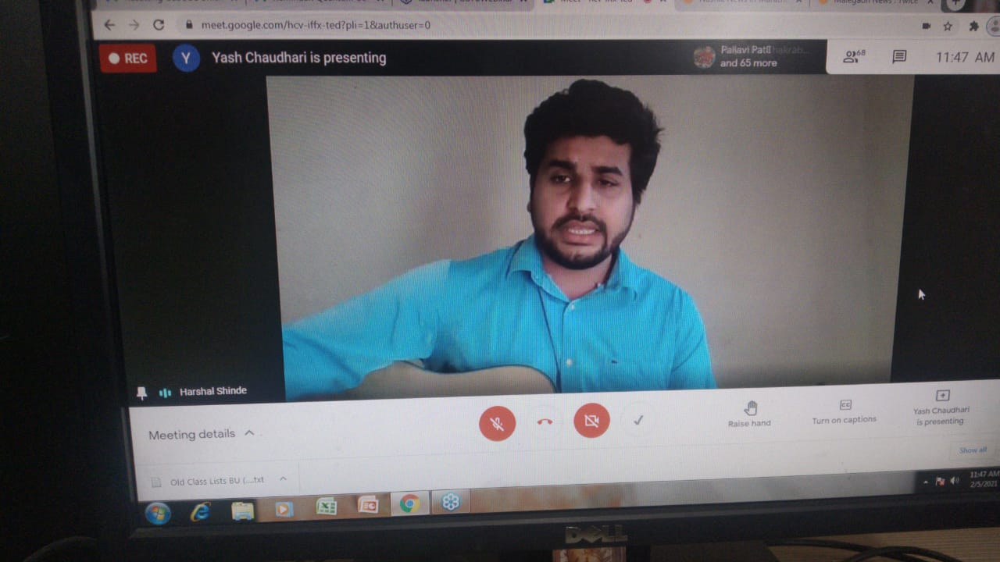 meet.google.com/hcv-iffx-ted?pli=1&authuser=0
REC
Y
Yash Chaudhari is presenting
Pallavi Patil
and 65 more
68
11:47 AM
Harshal Shinde
Meeting details
Raise hand
CC
Turn on captions
Yash Chaudhari
is presenting
Show all
Old Class Lists BU (....txt
11:47 AM
2/5/2021
DELL